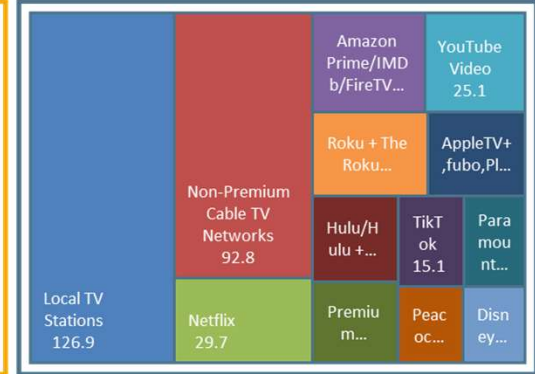 Local TV
Stations
126.9
Non-Premium
Cable TV
Networks
92.8
Netflix
29.7
Amazon
Prime/IMD
b/FireTV...
YouTube
Video
25.1
Roku + The
Roku...
AppleTV+
,fubo,Pl...
Hulu/H
ulu +...
TikT
ok
15.1
Para
mou
nt...
Premiu
m...
Peac
oc...
Disn
ey...